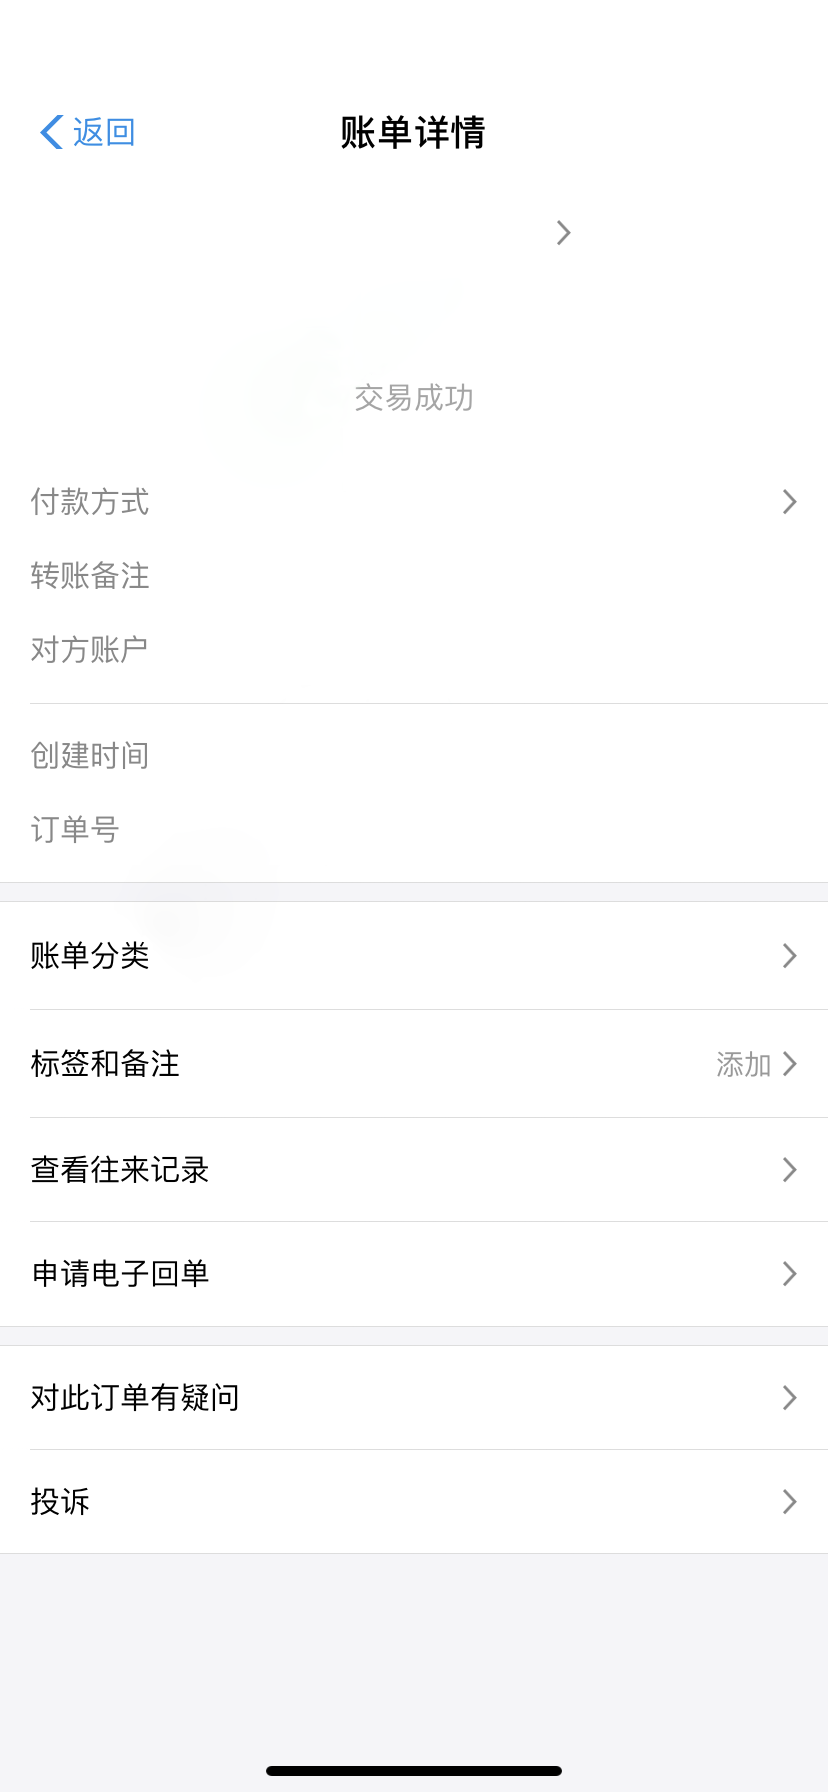 返回
账单详情
交易成功
付款方式
转账备注
对方账户
创建时间
订单号
账单分类
标签和备注 添加
查看往来记录
申请电子回单
对此订单有疑问
投诉